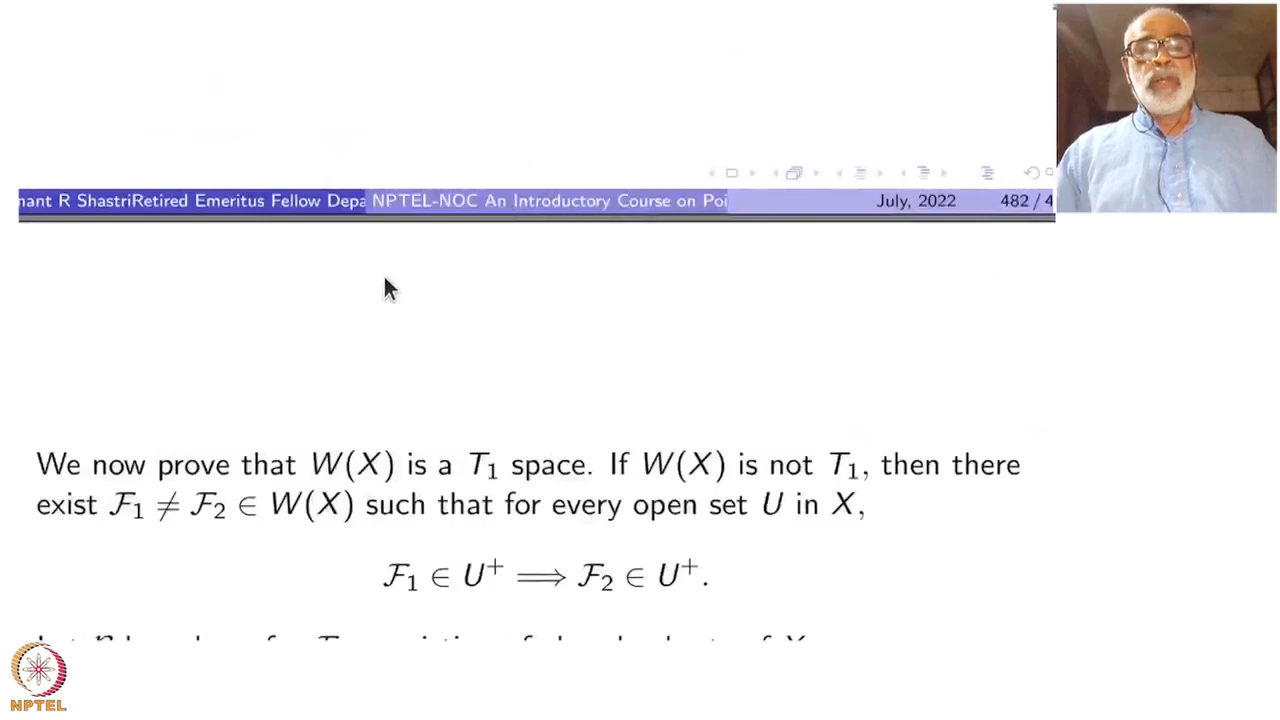 nant R ShastriRetired Emeritus Fellow Depa NPTEL-NOC An Introductory Course on Poi July, 2022 482 / 4
We now prove that W(X) is a T₁ space. If W(X) is not T₁, then there
exist ℱ₁ ≠ ℱ₂ ∈ W(X) such that for every open set U in X,
ℱ₁ ∈ U⁺ ⟹ ℱ₂ ∈ U⁺.
NPTEL